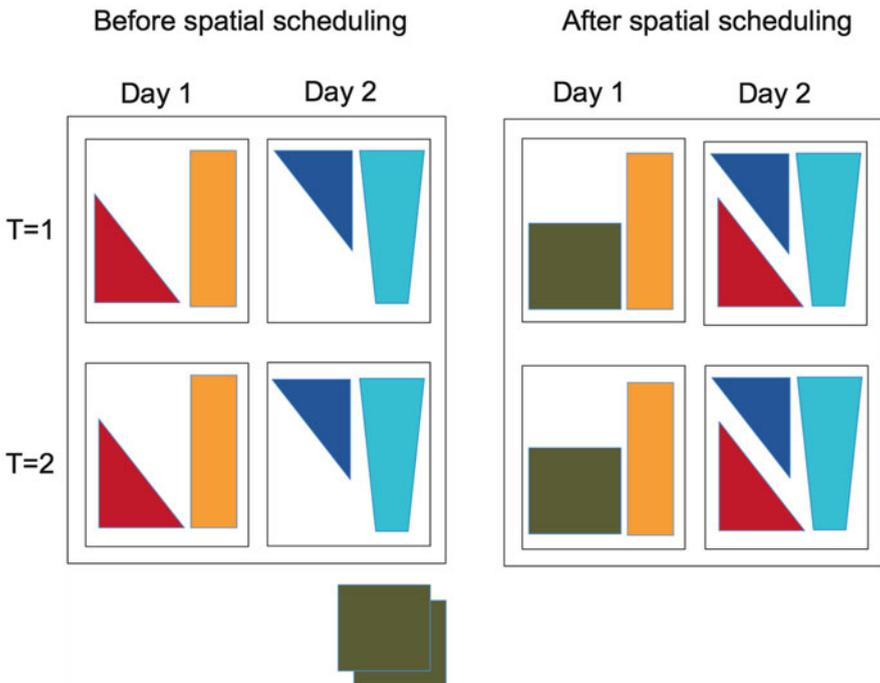 Before spatial scheduling
After spatial scheduling
Day 1
Day 2
Day 1
Day 2
T=1
T=2